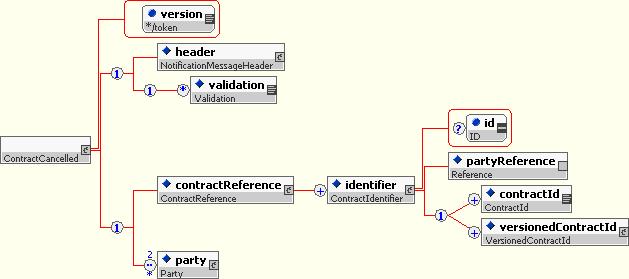 version
*/token
header
NotificationMessageHeader
1
1
*
validation
Validation
ContractCancelled
?
id
ID
partyReference
Reference
contractReference
ContractReference
+
identifier
ContractIdentifier
1
+
contractId
ContractId
+
versionedContractId
VersionedContractId
1
2
..
*
party
Party